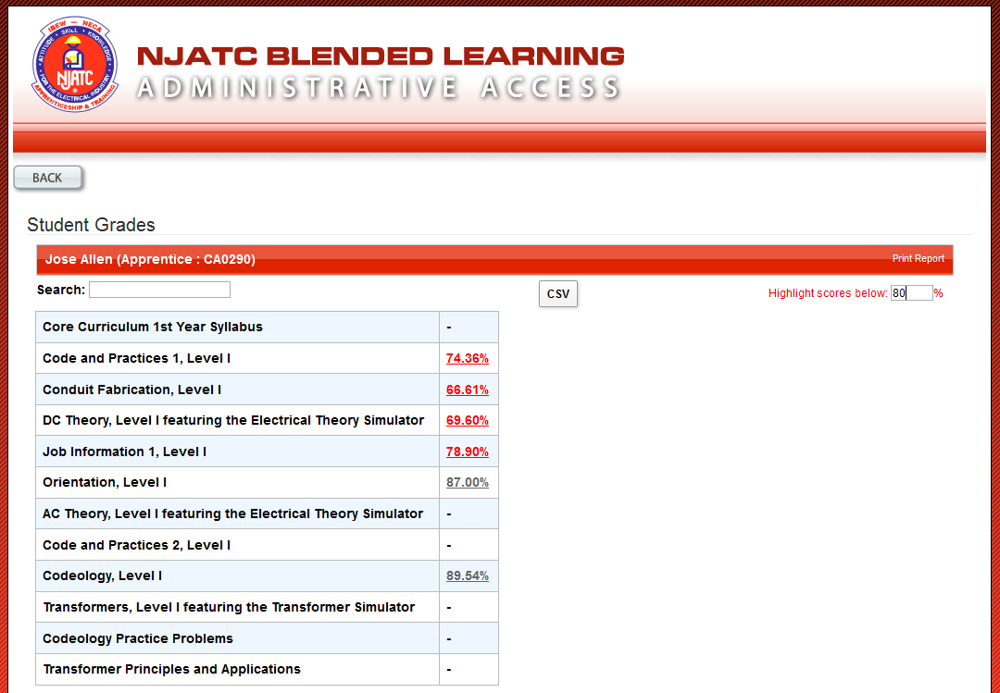 IBEW — NECA
ATTITUDE • SKILL • KNOWLEDGE
NJATC
FOR THE ELECTRICAL INDUSTRY
APPRENTICESHIP & TRAINING
NJATC BLENDED LEARNING
ADMINISTRATIVE ACCESS
BACK
Student Grades
Jose Allen (Apprentice : CA0290) Print Report
Search: CSV Highlight scores below: 80 %
Core Curriculum 1st Year Syllabus -
Code and Practices 1, Level I 74.36%
Conduit Fabrication, Level I 66.61%
DC Theory, Level I featuring the Electrical Theory Simulator 69.60%
Job Information 1, Level I 78.90%
Orientation, Level I 87.00%
AC Theory, Level I featuring the Electrical Theory Simulator -
Code and Practices 2, Level I -
Codeology, Level I 89.54%
Transformers, Level I featuring the Transformer Simulator -
Codeology Practice Problems -
Transformer Principles and Applications -